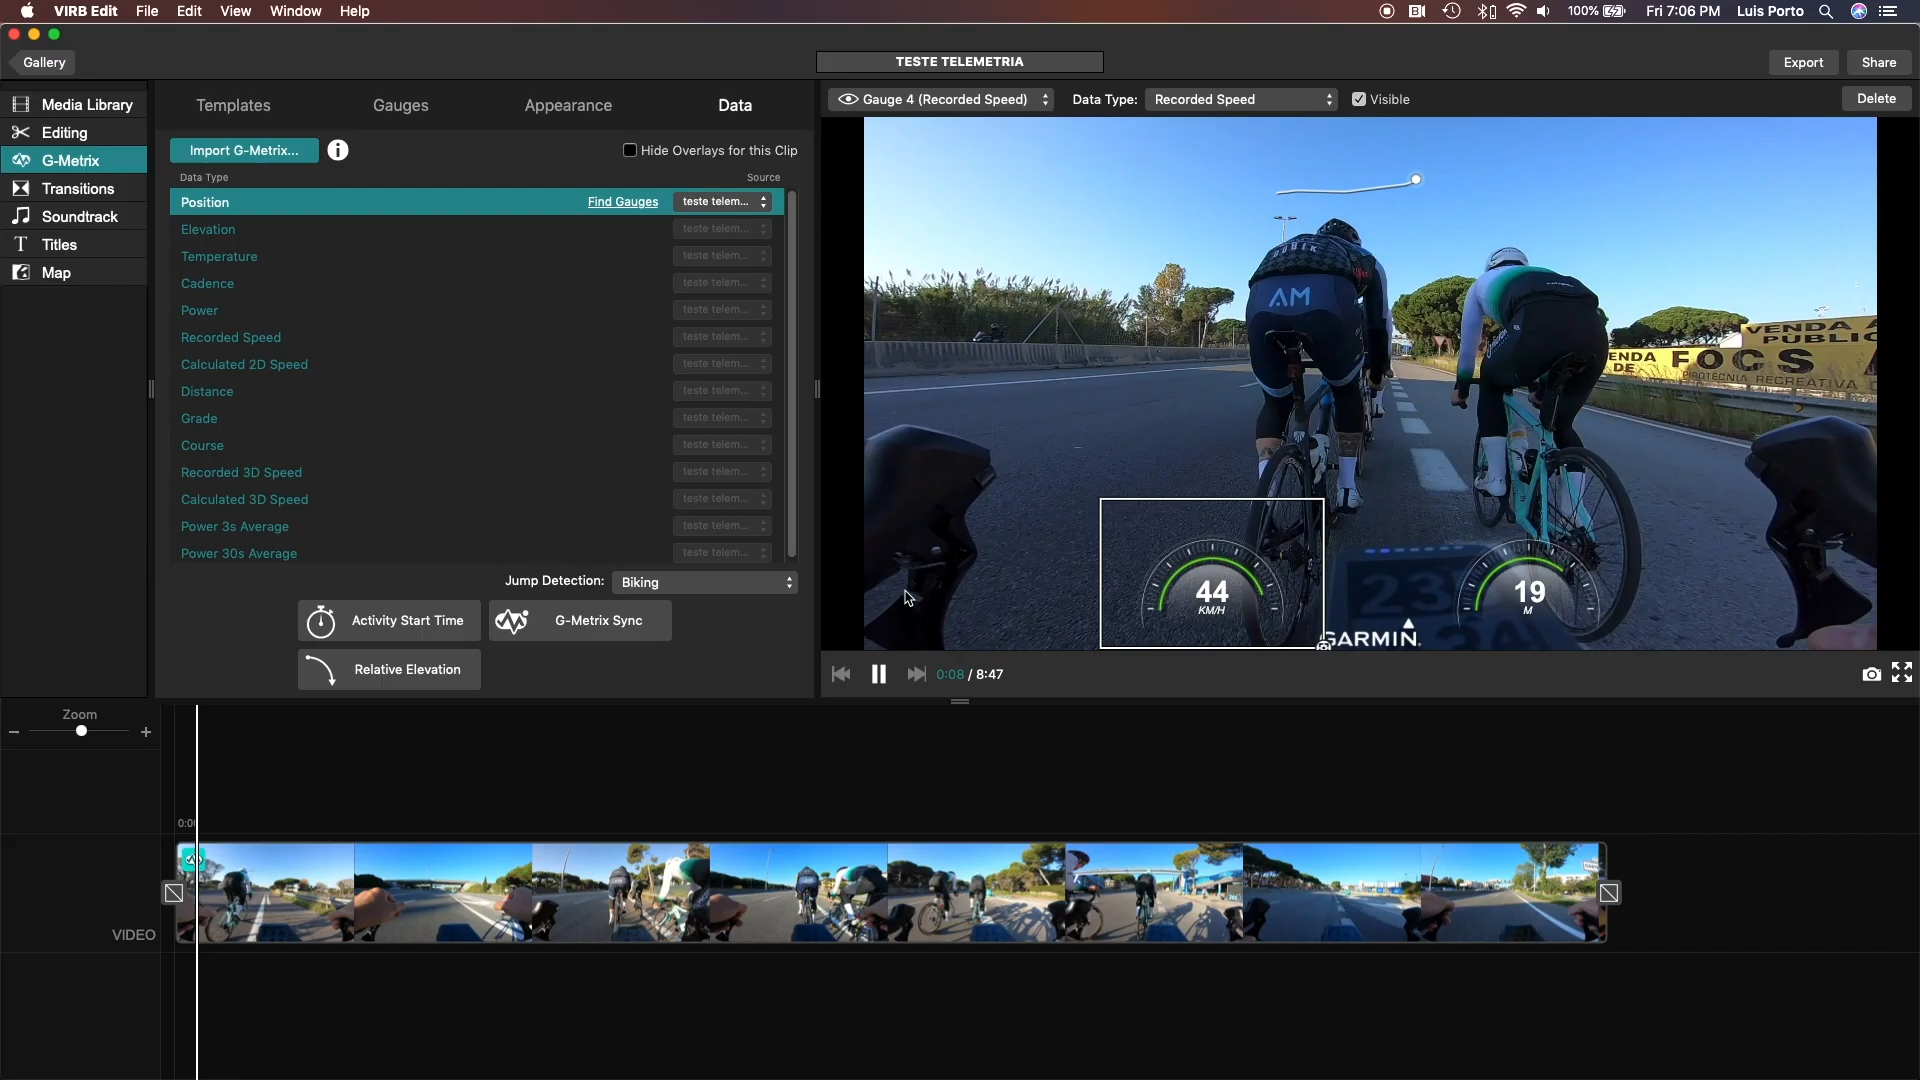 VIRB Edit File Edit View Window Help
100% Fri 7:06 PM Luis Porto
Gallery
TESTE TELEMETRIA
Export Share
Media Library
Editing
G-Metrix
Transitions
Soundtrack
Titles
Map
Templates Gauges Appearance Data
Import G-Metrix...
Hide Overlays for this Clip
Data Type Source
Position Find Gauges teste telem...
Elevation teste telem...
Temperature teste telem...
Cadence teste telem...
Power teste telem...
Recorded Speed teste telem...
Calculated 2D Speed teste telem...
Distance teste telem...
Grade teste telem...
Course teste telem...
Recorded 3D Speed teste telem...
Calculated 3D Speed teste telem...
Power 3s Average teste telem...
Power 30s Average teste telem...
Jump Detection: Biking
Activity Start Time G-Metrix Sync
Relative Elevation
Gauge 4 (Recorded Speed) Data Type: Recorded Speed Visible Delete
AM
VENDA A
PUBLIC
ENDA
DE
FOCS
PIROTÈCNIA RECREATIVA
44
KM/H
19
M
GARMIN.
0:08 / 8:47
Zoom
0:00
VIDEO